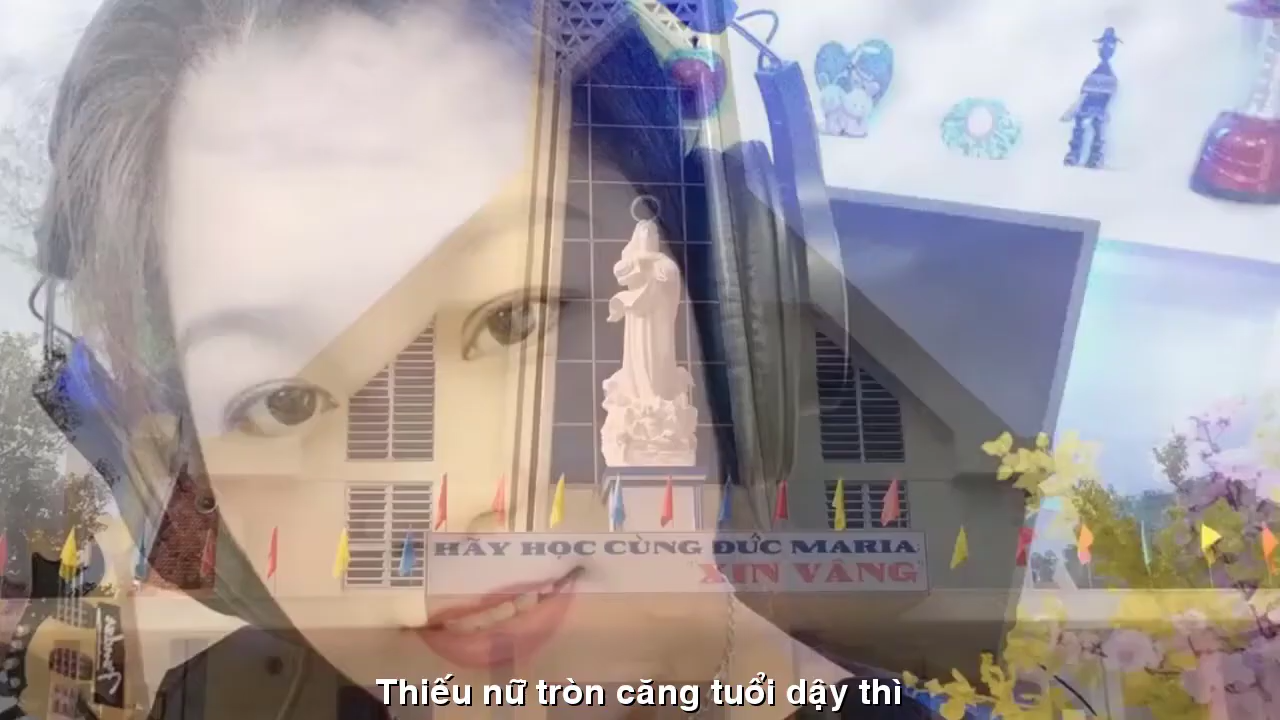 HÃY HỌC CÙNG ĐỨC MARIA
"XIN VÂNG"
Thiếu nữ tròn căng tuổi dậy thì